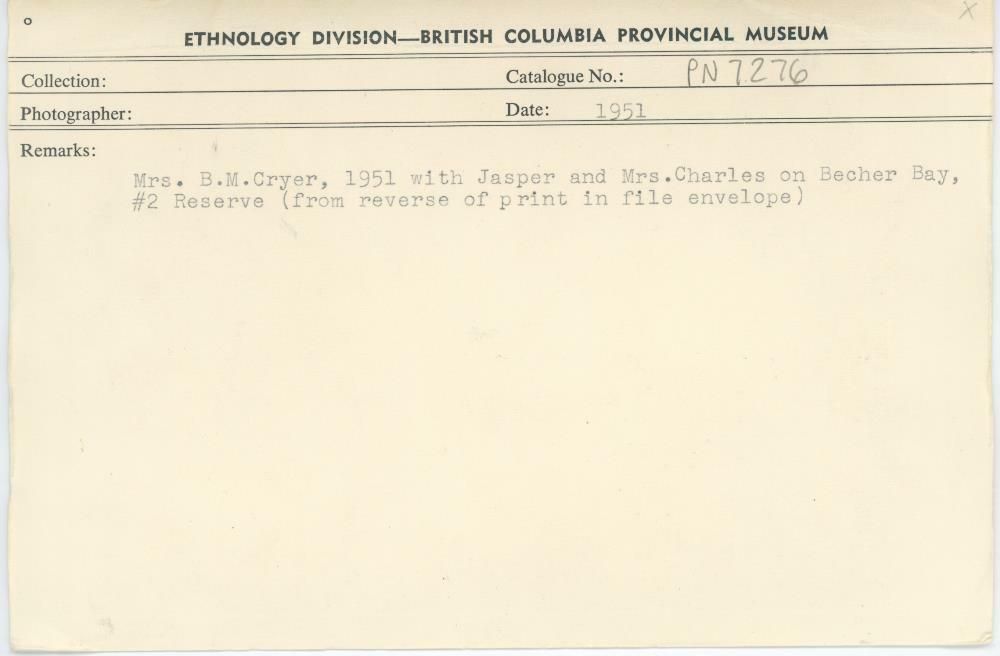 X
ETHNOLOGY DIVISION—BRITISH COLUMBIA PROVINCIAL MUSEUM
Collection: Catalogue No.: PN 7276
Photographer: Date: 1951
Remarks:
Mrs. B.M.Cryer, 1951 with Jasper and Mrs.Charles on Becher Bay,
#2 Reserve (from reverse of print in file envelope)